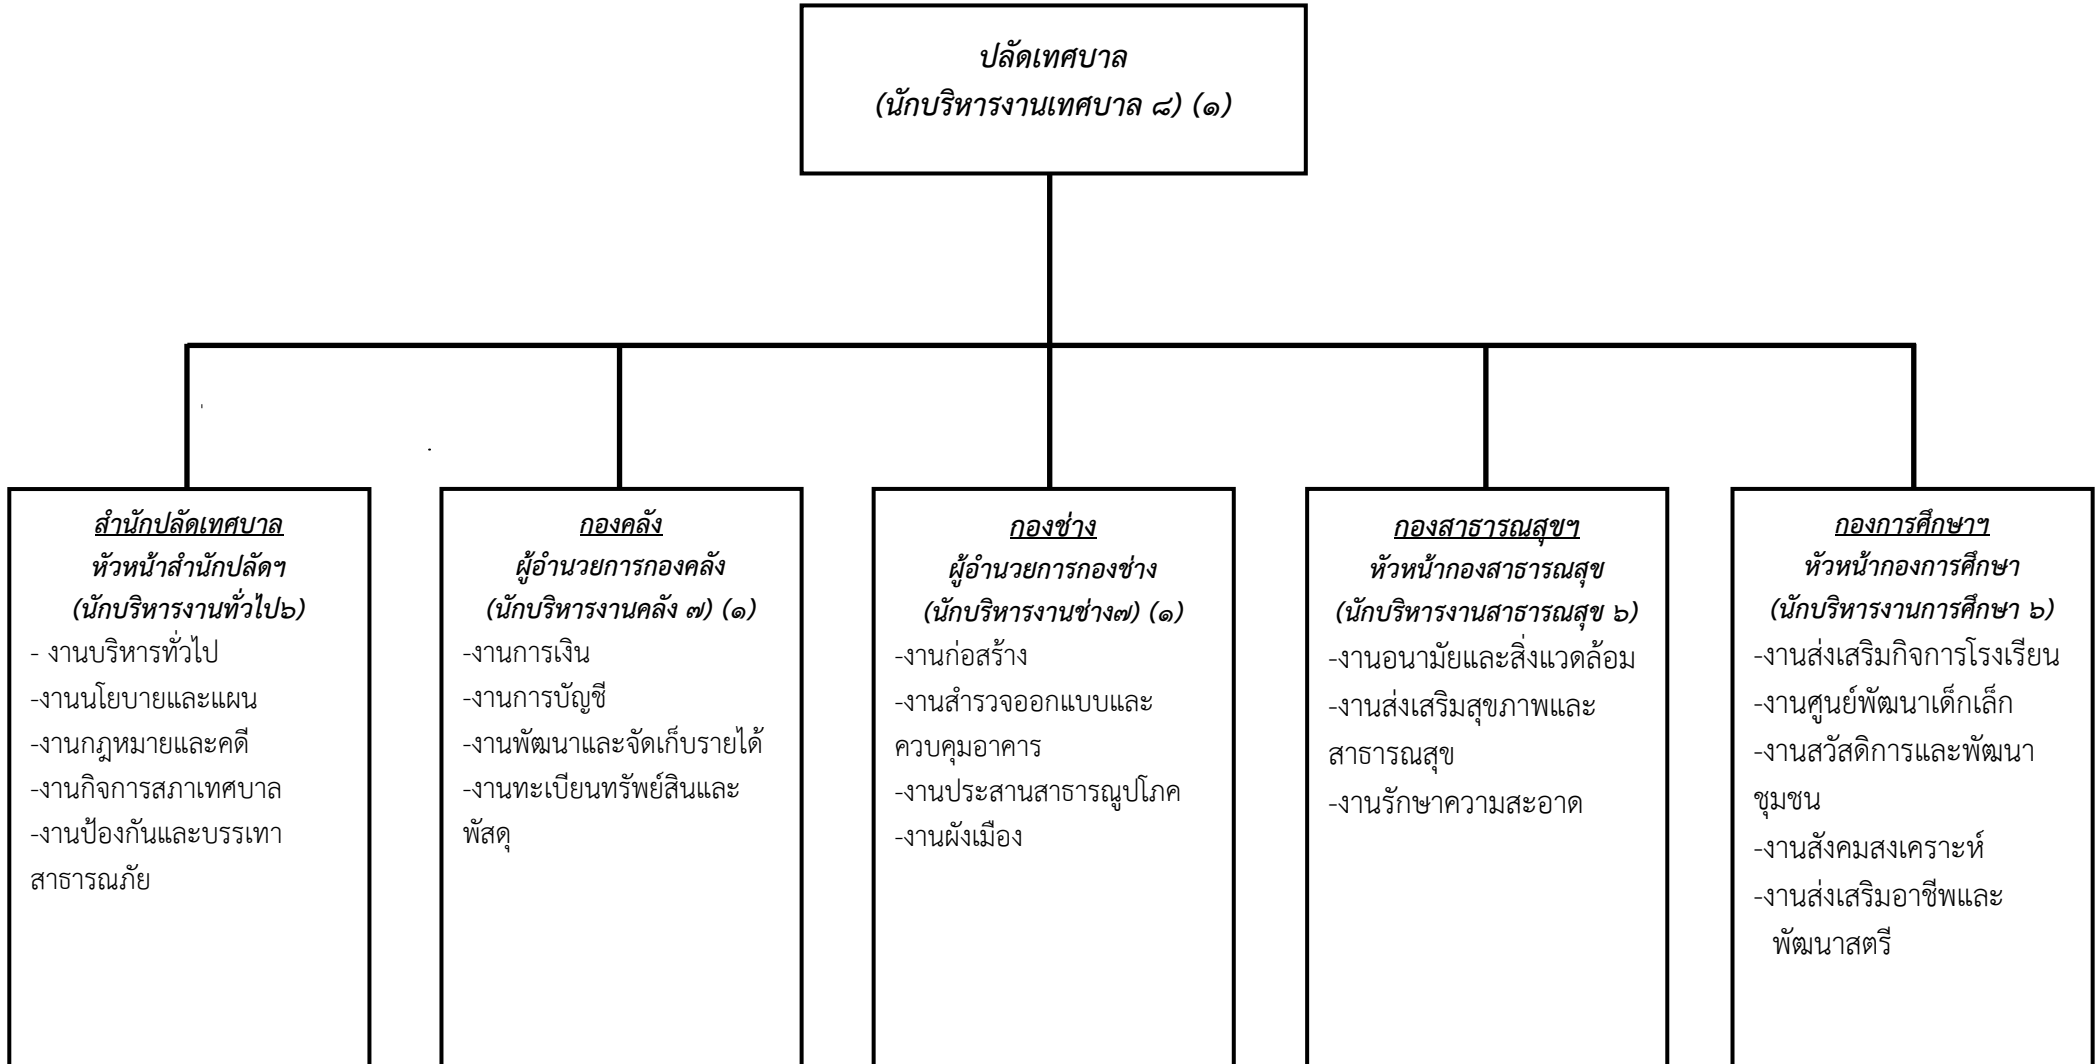 ปลัดเทศบาล
(นักบริหารงานเทศบาล ๘) (๑)
สำนักปลัดเทศบาล
หัวหน้าสำนักปลัดฯ
(นักบริหารงานทั่วไป๖)
- งานบริหารทั่วไป
-งานนโยบายและแผน
-งานกฎหมายและคดี
-งานกิจการสภาเทศบาล
-งานป้องกันและบรรเทา
สาธารณภัย
กองคลัง
ผู้อำนวยการกองคลัง
(นักบริหารงานคลัง ๗) (๑)
-งานการเงิน
-งานการบัญชี
-งานพัฒนาและจัดเก็บรายได้
-งานทะเบียนทรัพย์สินและ
พัสดุ
กองช่าง
ผู้อำนวยการกองช่าง
(นักบริหารงานช่าง๗) (๑)
-งานก่อสร้าง
-งานสำรวจออกแบบและ
ควบคุมอาคาร
-งานประสานสาธารณูปโภค
-งานผังเมือง
กองสาธารณสุขฯ
หัวหน้ากองสาธารณสุข
(นักบริหารงานสาธารณสุข ๖)
-งานอนามัยและสิ่งแวดล้อม
-งานส่งเสริมสุขภาพและ
สาธารณสุข
-งานรักษาความสะอาด
กองการศึกษาฯ
หัวหน้ากองการศึกษา
(นักบริหารงานการศึกษา ๖)
-งานส่งเสริมกิจการโรงเรียน
-งานศูนย์พัฒนาเด็กเล็ก
-งานสวัสดิการและพัฒนา
ชุมชน
-งานสังคมสงเคราะห์
-งานส่งเสริมอาชีพและ
พัฒนาสตรี